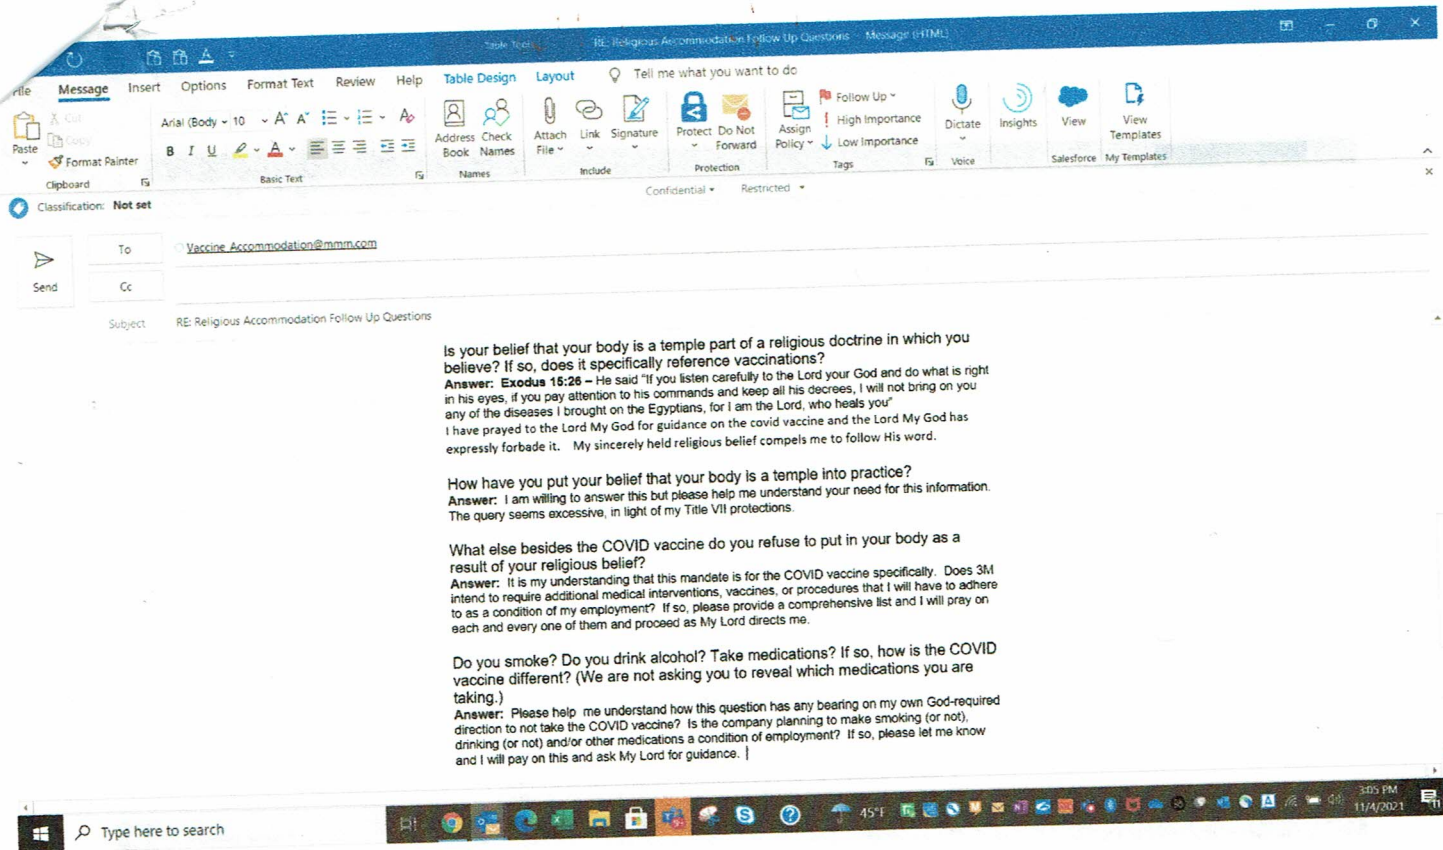 Table Tools
RE: Religious Accommodation Follow Up Questions - Message (HTML)
File Message Insert Options Format Text Review Help Table Design Layout Tell me what you want to do
Paste
Cut
Copy
Format Painter
Clipboard
Arial (Body 10
B I U
Basic Text
Address Book
Check Names
Names
Attach File
Link
Signature
Include
Protect
Do Not Forward
Protection
Assign Policy
Follow Up
High Importance
Low Importance
Tags
Dictate
Voice
Insights
View
Salesforce
View Templates
My Templates
Confidential Restricted
Classification: Not set
Send
To Vaccine_Accommodation@mmm.com
Cc
Subject RE: Religious Accommodation Follow Up Questions
Is your belief that your body is a temple part of a religious doctrine in which you
believe? If so, does it specifically reference vaccinations?
Answer: Exodus 15:26 – He said "If you listen carefully to the Lord your God and do what is right
in his eyes, if you pay attention to his commands and keep all his decrees, I will not bring on you
any of the diseases I brought on the Egyptians, for I am the Lord, who heals you"
I have prayed to the Lord My God for guidance on the covid vaccine and the Lord My God has
expressly forbade it. My sincerely held religious belief compels me to follow His word.
How have you put your belief that your body is a temple into practice?
Answer: I am willing to answer this but please help me understand your need for this information.
The query seems excessive, in light of my Title VII protections.
What else besides the COVID vaccine do you refuse to put in your body as a
result of your religious belief?
Answer: It is my understanding that this mandate is for the COVID vaccine specifically. Does 3M
intend to require additional medical interventions, vaccines, or procedures that I will have to adhere
to as a condition of my employment? If so, please provide a comprehensive list and I will pray on
each and every one of them and proceed as My Lord directs me.
Do you smoke? Do you drink alcohol? Take medications? If so, how is the COVID
vaccine different? (We are not asking you to reveal which medications you are
taking.)
Answer: Please help me understand how this question has any bearing on my own God-required
direction to not take the COVID vaccine? Is the company planning to make smoking (or not),
drinking (or not) and/or other medications a condition of employment? If so, please let me know
and I will pay on this and ask My Lord for guidance.
Type here to search
45°F
3:05 PM
11/4/2021